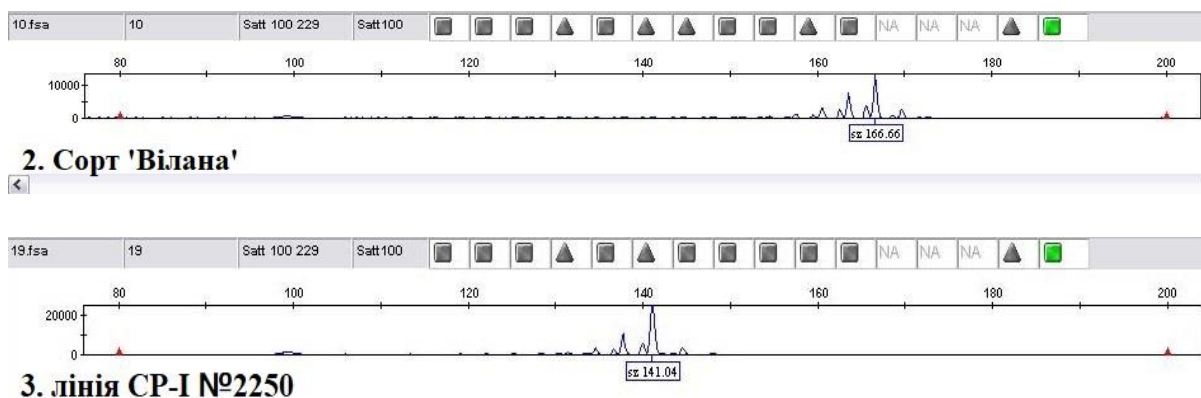 10.fsa 10 Satt 100 229 Satt100 NA NA NA
80 100 120 140 160 180 200
10000
0
sz 166.66
2. Сорт 'Вілана'
19.fsa 19 Satt 100 229 Satt100 NA NA NA
80 100 120 140 160 180 200
20000
0
sz 141.04
3. лінія СР-І №2250